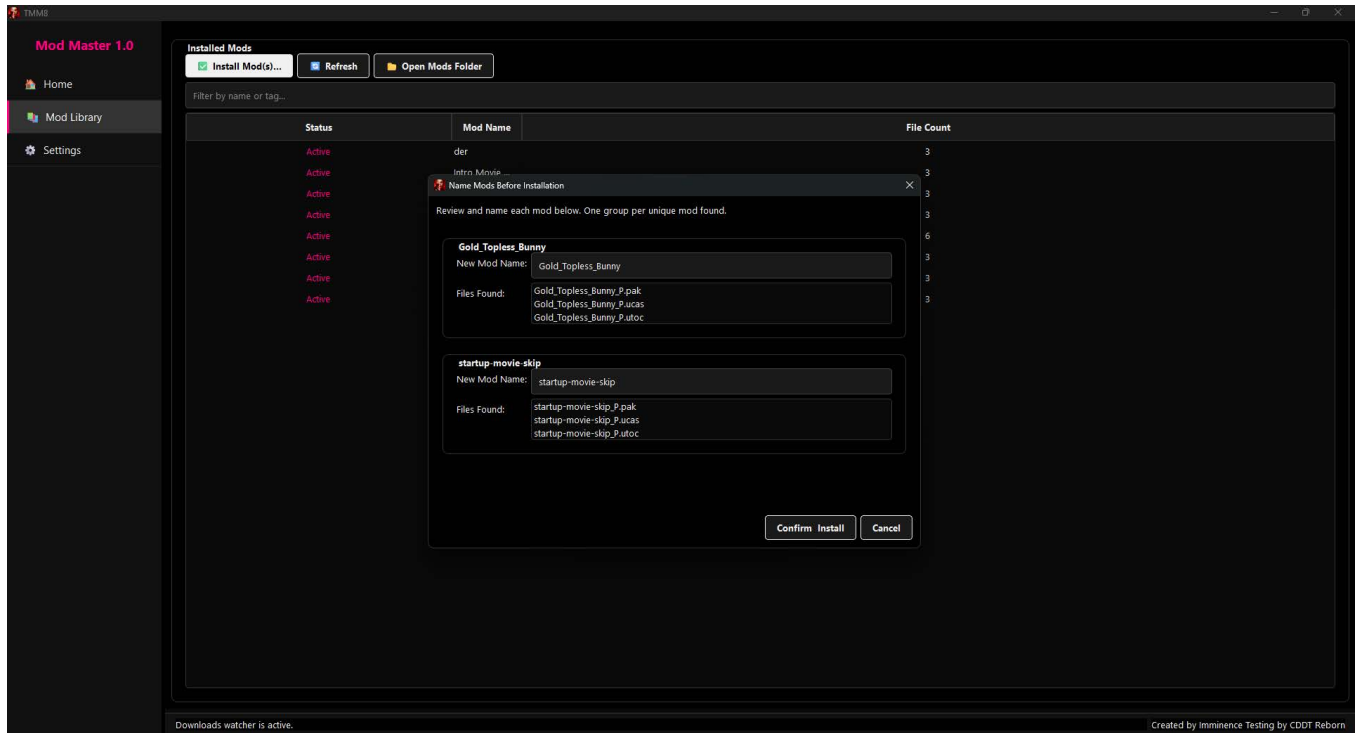 TMM8
Mod Master 1.0
Home
Mod Library
Settings
Installed Mods
Install Mod(s)... Refresh Open Mods Folder
Filter by name or tag...
Status Mod Name File Count
Active der 3
Active Intro Movie ... 3
Active 3
Active 3
Active 6
Active 3
Active 3
Active 3
Name Mods Before Installation
Review and name each mod below. One group per unique mod found.
Gold_Topless_Bunny
New Mod Name: Gold_Topless_Bunny
Files Found: Gold_Topless_Bunny_P.pak
Gold_Topless_Bunny_P.ucas
Gold_Topless_Bunny_P.utoc
startup-movie-skip
New Mod Name: startup-movie-skip
Files Found: startup-movie-skip_P.pak
startup-movie-skip_P.ucas
startup-movie-skip_P.utoc
Confirm Install Cancel
Downloads watcher is active. Created by Imminence Testing by CDDT Reborn